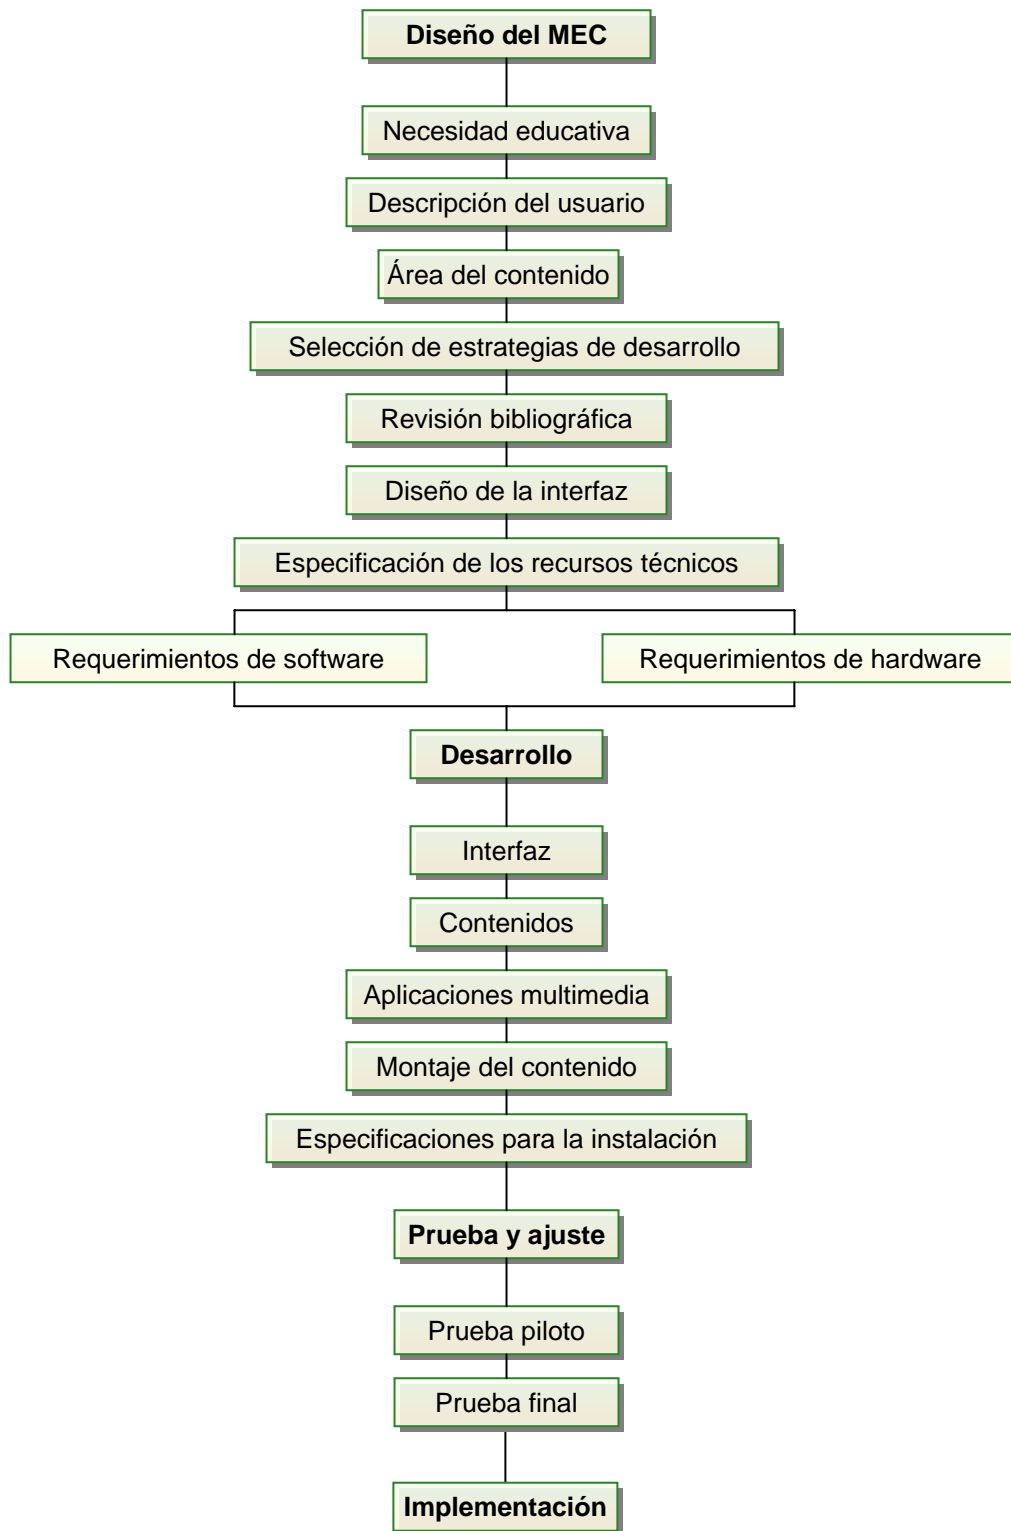 Diseño del MEC
Necesidad educativa
Descripción del usuario
Área del contenido
Selección de estrategias de desarrollo
Revisión bibliográfica
Diseño de la interfaz
Especificación de los recursos técnicos
Requerimientos de software
Requerimientos de hardware
Desarrollo
Interfaz
Contenidos
Aplicaciones multimedia
Montaje del contenido
Especificaciones para la instalación
Prueba y ajuste
Prueba piloto
Prueba final
Implementación